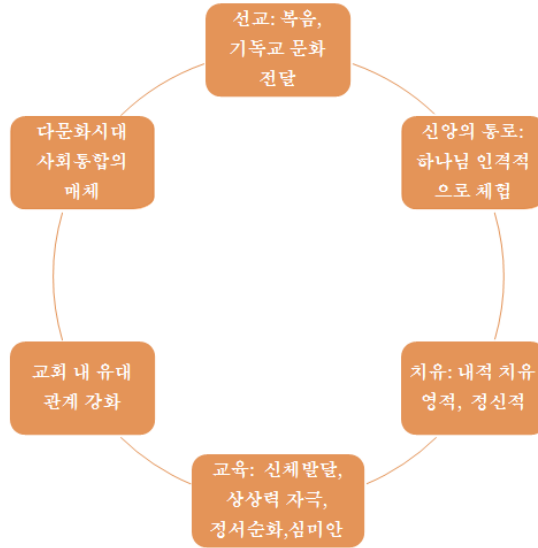 선교: 복음,
기독교 문화
전달
신앙의 통로:
하나님 인격적
으로 체험
치유: 내적 치유
영적, 정신적
교육: 신체발달,
상상력 자극,
정서순화,심미안
교회 내 유대
관계 강화
다문화시대
사회통합의
매체